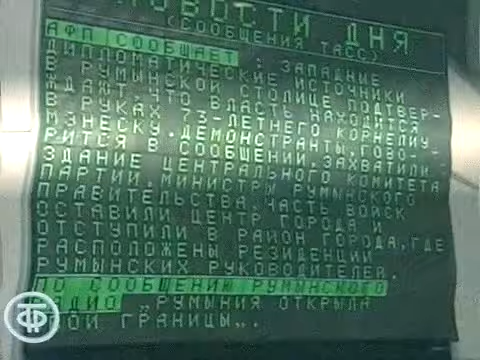 НОВОСТИ ДНЯ
(СООБЩЕНИЯ ТАСС)
АФП СООБЩАЕТ : ЗАПАДНЫЕ
ДИПЛОМАТИЧЕСКИЕ ИСТОЧНИКИ
В РУМЫНСКОЙ СТОЛИЦЕ ПОДТВЕР-
ЖДАЮТ, ЧТО ВЛАСТЬ НАХОДИТСЯ
В РУКАХ 73-ЛЕТНЕГО КОРНЕЛИУ
МЭНЕСКУ. ДЕМОНСТРАНТЫ, ГОВО-
РИТСЯ В СООБЩЕНИИ, ЗАХВАТИЛИ
ЗДАНИЕ ЦЕНТРАЛЬНОГО КОМИТЕТА
ПАРТИИ. МИНИСТРЫ РУМЫНСКОГО
ПРАВИТЕЛЬСТВА, ЧАСТЬ ВОЙСК
ОСТАВИЛИ ЦЕНТР ГОРОДА И
ОТСТУПИЛИ В РАЙОН ГОРОДА, ГДЕ
РАСПОЛОЖЕНЫ РЕЗИДЕНЦИИ
РУМЫНСКИХ РУКОВОДИТЕЛЕЙ.
ПО СООБЩЕНИЮ РУМЫНСКОГО
РАДИО „РУМЫНИЯ ОТКРЫЛА
СВОИ ГРАНИЦЫ„.